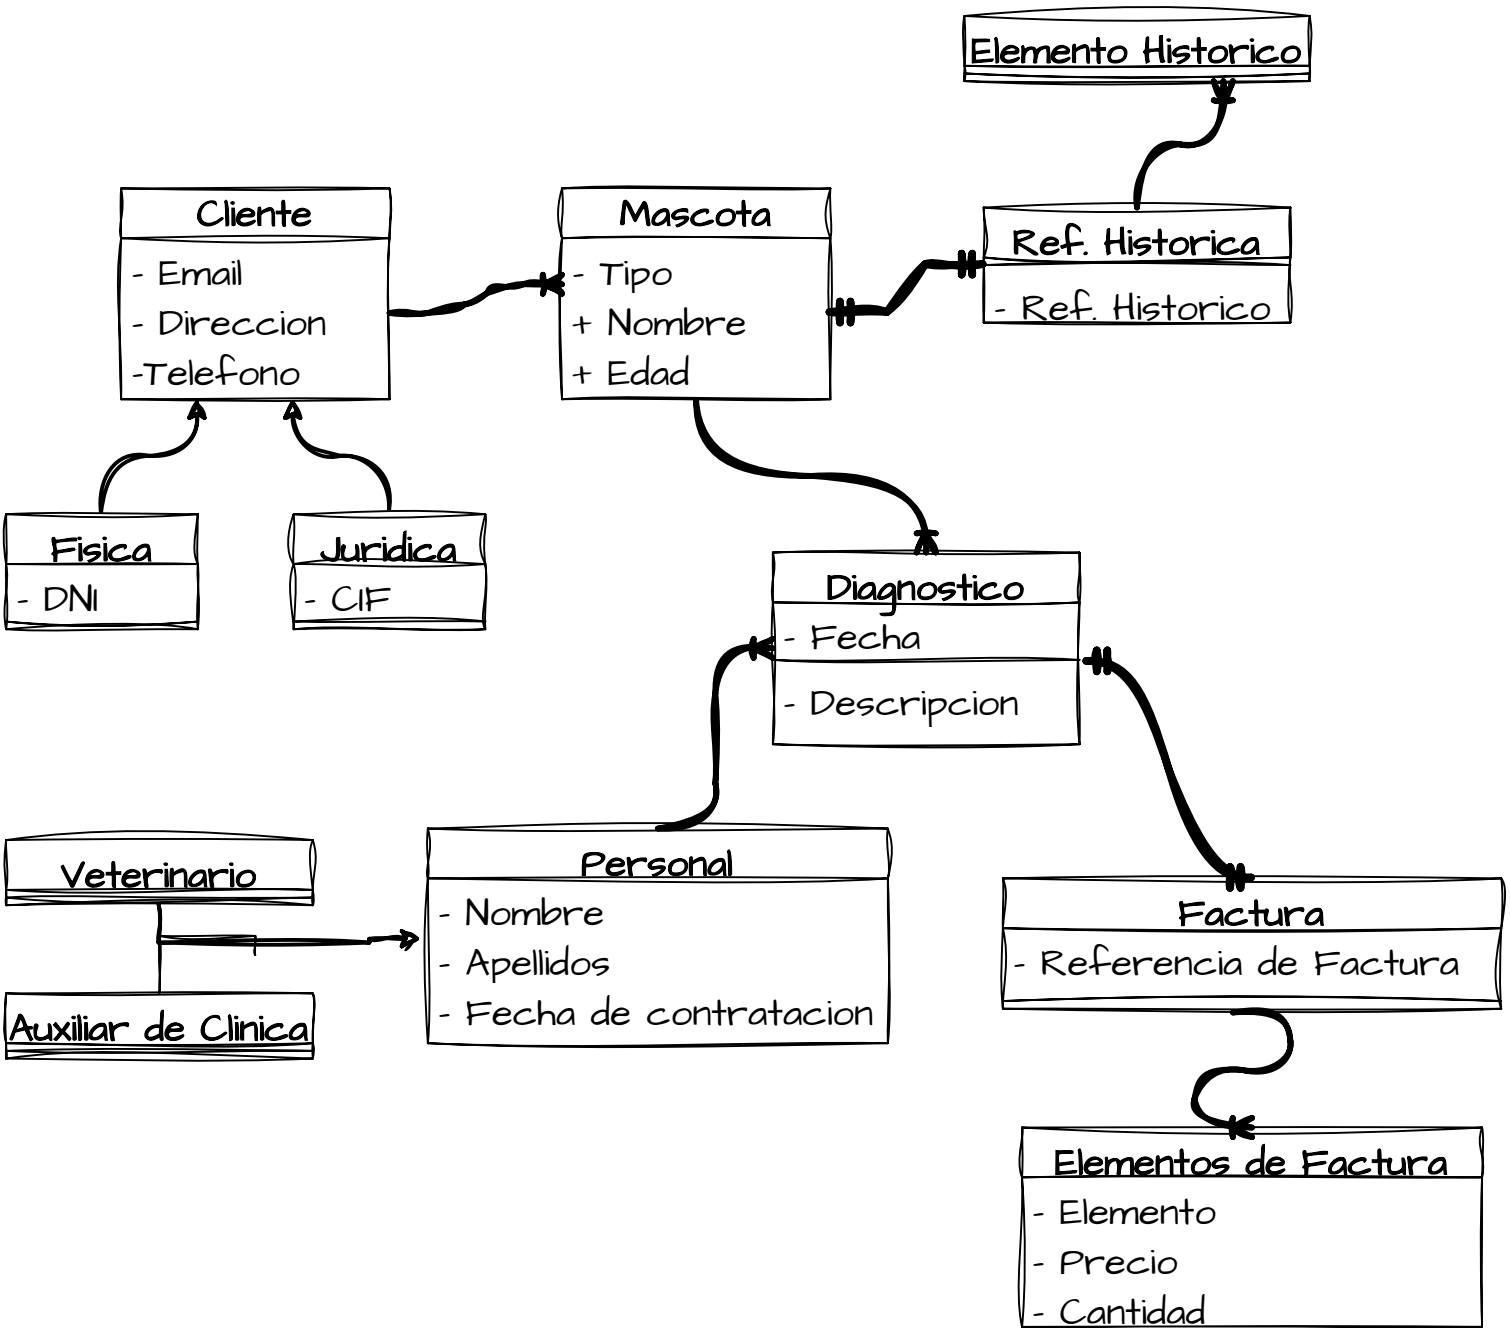 Elemento Historico
Cliente
- Email
- Direccion
-Telefono
Mascota
- Tipo
+ Nombre
+ Edad
Ref. Historica
- Ref. Historico
Fisica
- DNI
Juridica
- CIF
Diagnostico
- Fecha
- Descripcion
Veterinario
Auxiliar de Clinica
Personal
- Nombre
- Apellidos
- Fecha de contratacion
Factura
- Referencia de Factura
Elementos de Factura
- Elemento
- Precio
- Cantidad